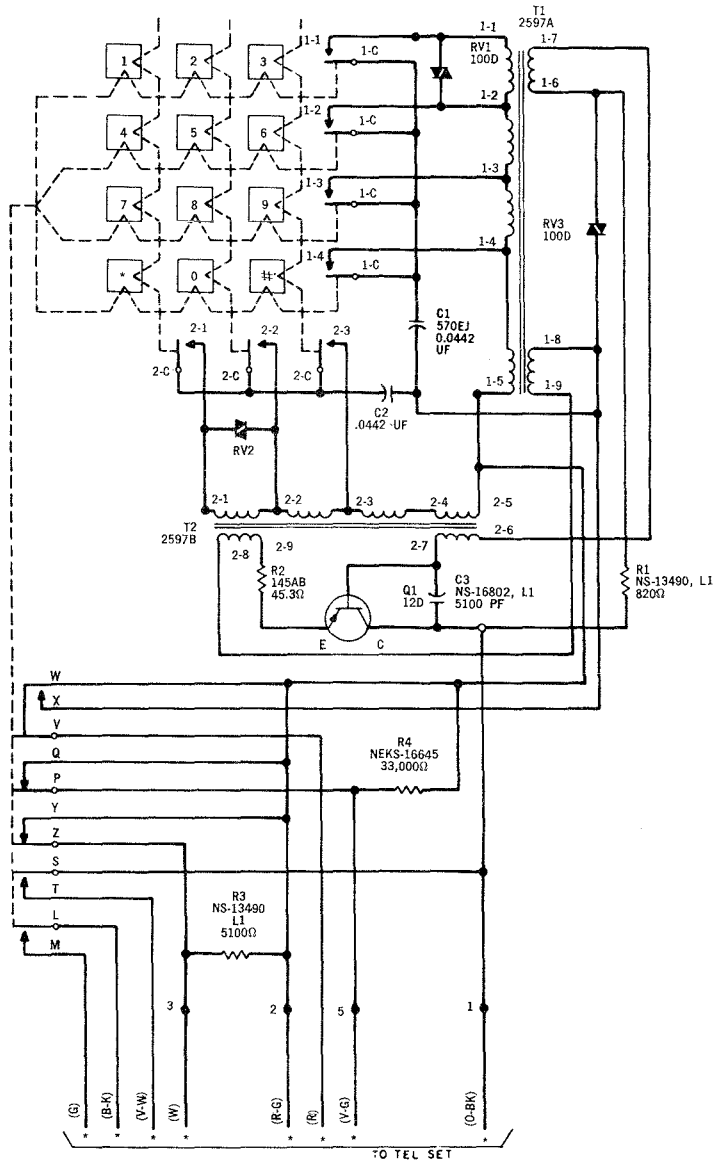 T1
2597A
1-1
1-7
RV1
100D
1-6
1 2 3
1-1
1-C
1-2
1-2
1-C
4 5 6
1-3
1-3
1-C
7 8 9
RV3
100D
1-4
1-4
1-C
* 0 #
C1
570EJ
0.0442
UF
2-1 2-2 2-3
1-8
2-C 2-C 2-C
1-5
1-9
C2
.0442 UF
RV2
2-1 2-2 2-3 2-4 2-5
T2
2597B
2-6
2-8 2-9 2-7
R2
145AB
45.3Ω
Q1
12D
C3
NS-16802, L1
5100 PF
R1
NS-13490, L1
820Ω
E C
W
X
V
Q
R4
NEKS-16645
33,000Ω
P
Y
Z
S
T
R3
NS-13490
L1
5100Ω
L
M
3 2 5 1
(G) (B-K) (V-W) (W) (R-G) (R) (V-G) (O-BK)
* * * * * * * *
TO TEL SET